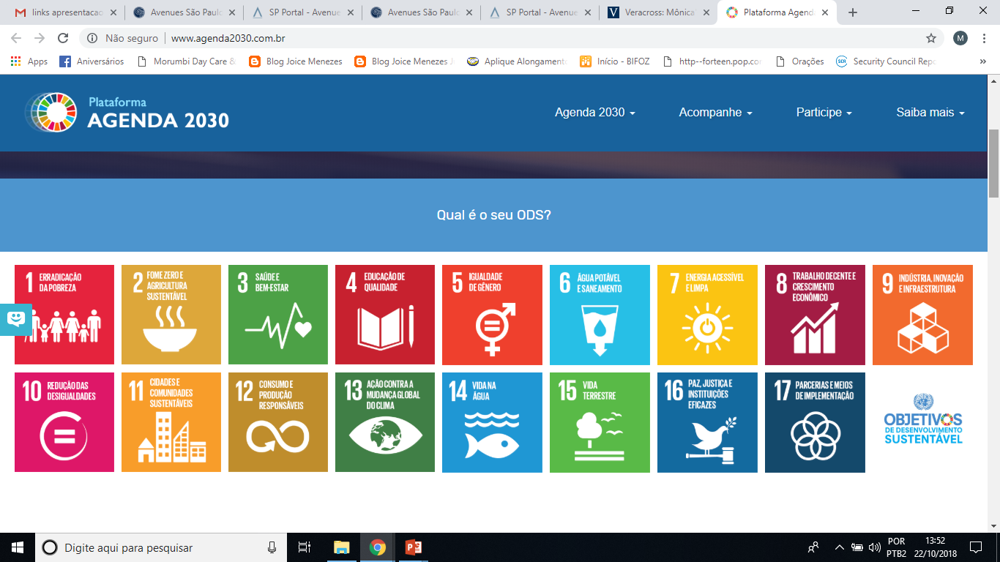 links apresentacao
Avenues São Paulo
SP Portal - Avenue
Avenues São Paulo
SP Portal - Avenue
Veracross: Mônica
Plataforma Agend
Não seguro
www.agenda2030.com.br
M
Apps
Aniversários
Morumbi Day Care &
Blog Joice Menezes
Blog Joice Menezes
Aplique Alongament
Início - BIFOZ
http--forteen.pop.co
Orações
Security Council Rep
Plataforma
AGENDA 2030
Agenda 2030
Acompanhe
Participe
Saiba mais
Qual é o seu ODS?
1 ERRADICAÇÃO
DA POBREZA
2 FOME ZERO E
AGRICULTURA
SUSTENTÁVEL
3 SAÚDE E
BEM-ESTAR
4 EDUCAÇÃO DE
QUALIDADE
5 IGUALDADE
DE GÊNERO
6 ÁGUA POTÁVEL
E SANEAMENTO
7 ENERGIA ACESSÍVEL
E LIMPA
8 TRABALHO DECENTE E
CRESCIMENTO
ECONÔMICO
9 INDÚSTRIA, INOVAÇÃO
E INFRAESTRUTURA
10 REDUÇÃO DAS
DESIGUALDADES
11 CIDADES E
COMUNIDADES
SUSTENTÁVEIS
12 CONSUMO E
PRODUÇÃO
RESPONSÁVEIS
13 AÇÃO CONTRA A
MUDANÇA GLOBAL
DO CLIMA
14 VIDA NA
ÁGUA
15 VIDA
TERRESTRE
16 PAZ, JUSTIÇA E
INSTITUIÇÕES
EFICAZES
17 PARCERIAS E MEIOS
DE IMPLEMENTAÇÃO
OBJETIVOS
DE DESENVOLVIMENTO
SUSTENTÁVEL
Digite aqui para pesquisar
POR
PTB2
13:52
22/10/2018